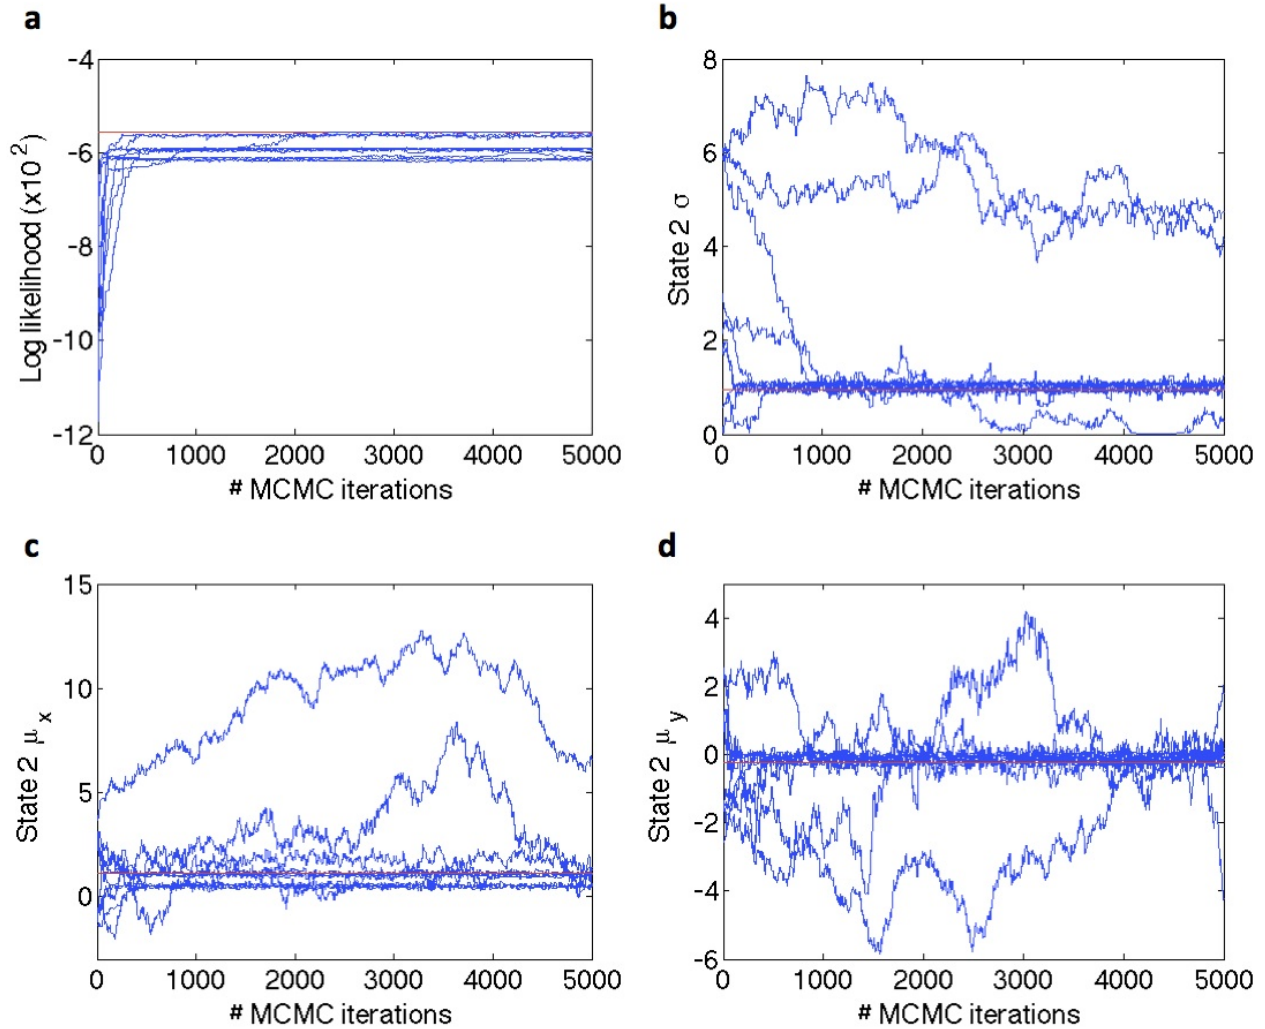 a
-4
-6
-8
-10
-12
Log likelihood (x10 2)
0 1000 2000 3000 4000 5000
# MCMC iterations
b
8
6
4
2
0
State 2 σ
0 1000 2000 3000 4000 5000
# MCMC iterations
c
15
10
5
0
State 2 μ x
0 1000 2000 3000 4000 5000
# MCMC iterations
d
4
2
0
-2
-4
-6
State 2 μ y
0 1000 2000 3000 4000 5000
# MCMC iterations